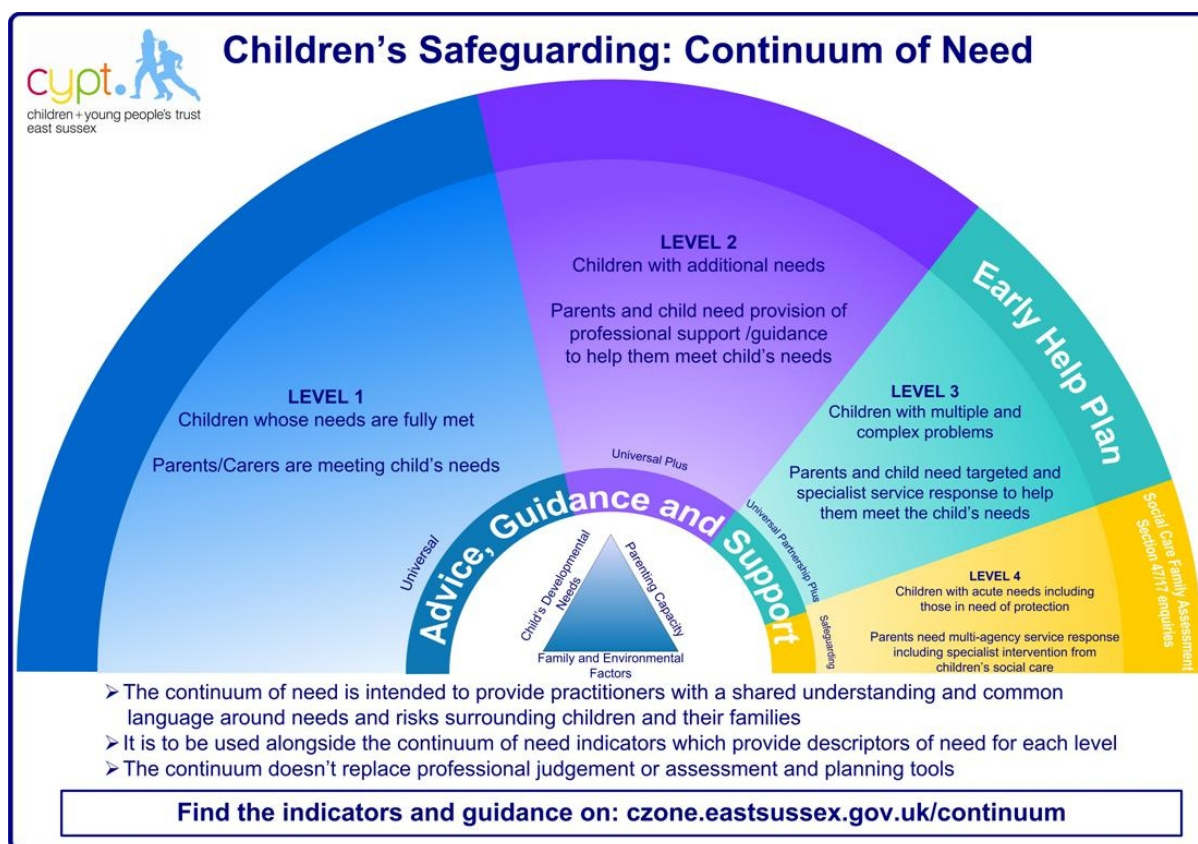 cypt.
children + young people's trust
east sussex
Children's Safeguarding: Continuum of Need
LEVEL 1
Children whose needs are fully met
Parents/Carers are meeting child's needs
LEVEL 2
Children with additional needs
Parents and child need provision of
professional support /guidance
to help them meet child's needs
Early Help Plan
LEVEL 3
Children with multiple and
complex problems
Parents and child need targeted and
specialist service response to help
them meet the child's needs
Social Care Family Assessment
Section 47/17 enquiries
LEVEL 4
Children with acute needs including
those in need of protection
Parents need multi-agency service response
including specialist intervention from
children's social care
Universal
Universal Plus
Universal Partnership Plus
Safeguarding
Advice, Guidance and Support
Child's Developmental
Needs
Parenting Capacity
Family and Environmental
Factors
➢ The continuum of need is intended to provide practitioners with a shared understanding and common
language around needs and risks surrounding children and their families
➢ It is to be used alongside the continuum of need indicators which provide descriptors of need for each level
➢ The continuum doesn't replace professional judgement or assessment and planning tools
Find the indicators and guidance on: czone.eastsussex.gov.uk/continuum